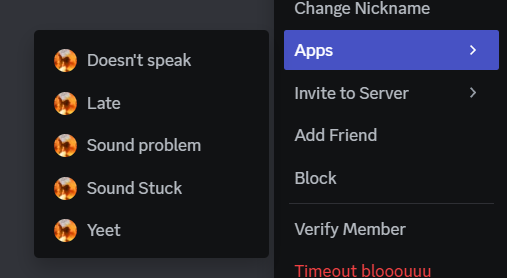 Change Nickname
Apps
Invite to Server
Add Friend
Block
Verify Member
Timeout blooouuu
Doesn't speak
Late
Sound problem
Sound Stuck
Yeet